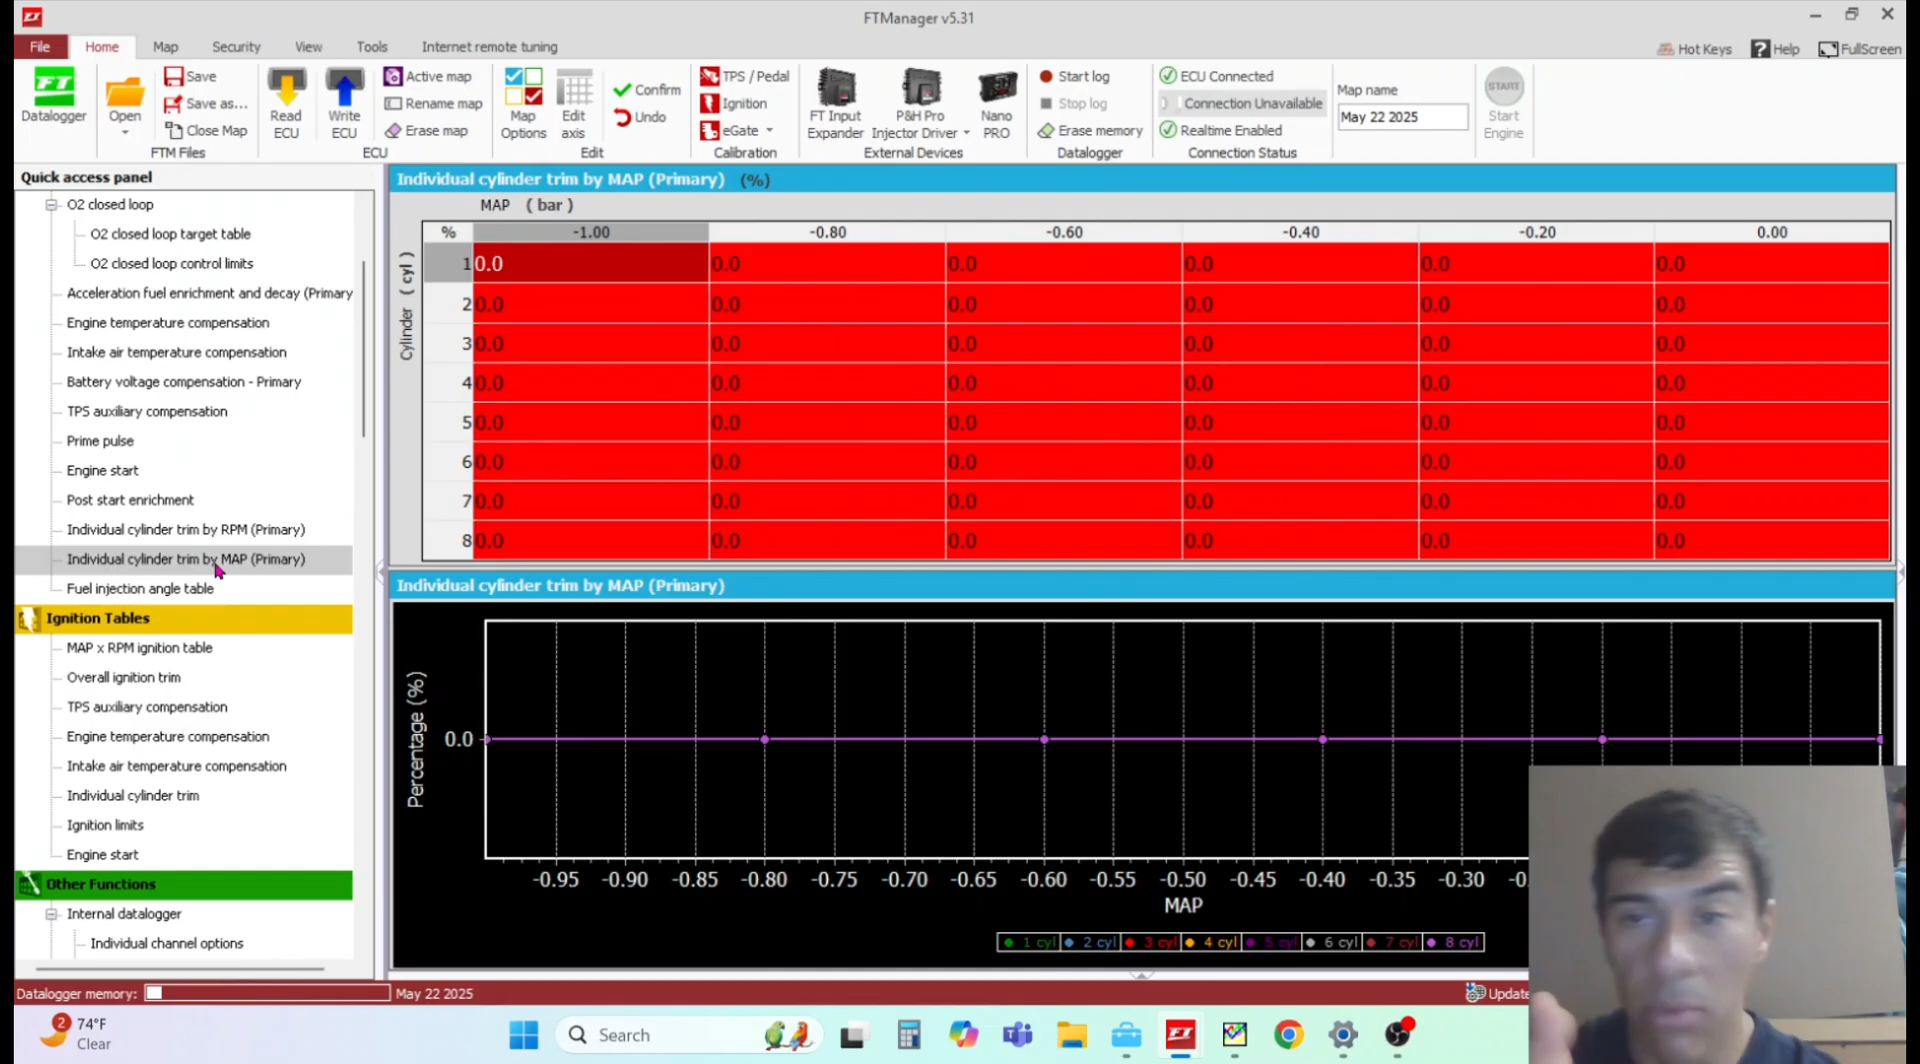 FT
FTManager v5.31
File Home Map Security View Tools Internet remote tuning
Hot Keys ? Help FullScreen
FT
Datalogger
Open
Save
Save as...
Close Map
FTM Files
Read
ECU
Write
ECU
Active map
Rename map
Erase map
ECU
Map
Options
Edit
axis
Confirm
Undo
Edit
TPS / Pedal
Ignition
eGate
Calibration
FT Input
Expander
P&H Pro
Injector Driver
Nano
PRO
External Devices
Start log
Stop log
Erase memory
Datalogger
ECU Connected
Connection Unavailable
Realtime Enabled
Connection Status
Map name
May 22 2025
START
Start
Engine
Quick access panel
O2 closed loop
O2 closed loop target table
O2 closed loop control limits
Acceleration fuel enrichment and decay (Primary
Engine temperature compensation
Intake air temperature compensation
Battery voltage compensation - Primary
TPS auxiliary compensation
Prime pulse
Engine start
Post start enrichment
Individual cylinder trim by RPM (Primary)
Individual cylinder trim by MAP (Primary)
Fuel injection angle table
Ignition Tables
MAP x RPM ignition table
Overall ignition trim
TPS auxiliary compensation
Engine temperature compensation
Intake air temperature compensation
Individual cylinder trim
Ignition limits
Engine start
Other Functions
Internal datalogger
Individual channel options
Individual cylinder trim by MAP (Primary) (%)
MAP ( bar )
Cylinder ( cyl )
% -1.00 -0.80 -0.60 -0.40 -0.20 0.00
1 0.0 0.0 0.0 0.0 0.0 0.0
2 0.0 0.0 0.0 0.0 0.0 0.0
3 0.0 0.0 0.0 0.0 0.0 0.0
4 0.0 0.0 0.0 0.0 0.0 0.0
5 0.0 0.0 0.0 0.0 0.0 0.0
6 0.0 0.0 0.0 0.0 0.0 0.0
7 0.0 0.0 0.0 0.0 0.0 0.0
8 0.0 0.0 0.0 0.0 0.0 0.0
Individual cylinder trim by MAP (Primary)
Percentage (%)
0.0
-0.95 -0.90 -0.85 -0.80 -0.75 -0.70 -0.65 -0.60 -0.55 -0.50 -0.45 -0.40 -0.35 -0.30 -0
MAP
1 cyl 2 cyl 3 cyl 4 cyl 5 cyl 6 cyl 7 cyl 8 cyl
Datalogger memory: May 22 2025
Update
2
74°F
Clear
Search
FT